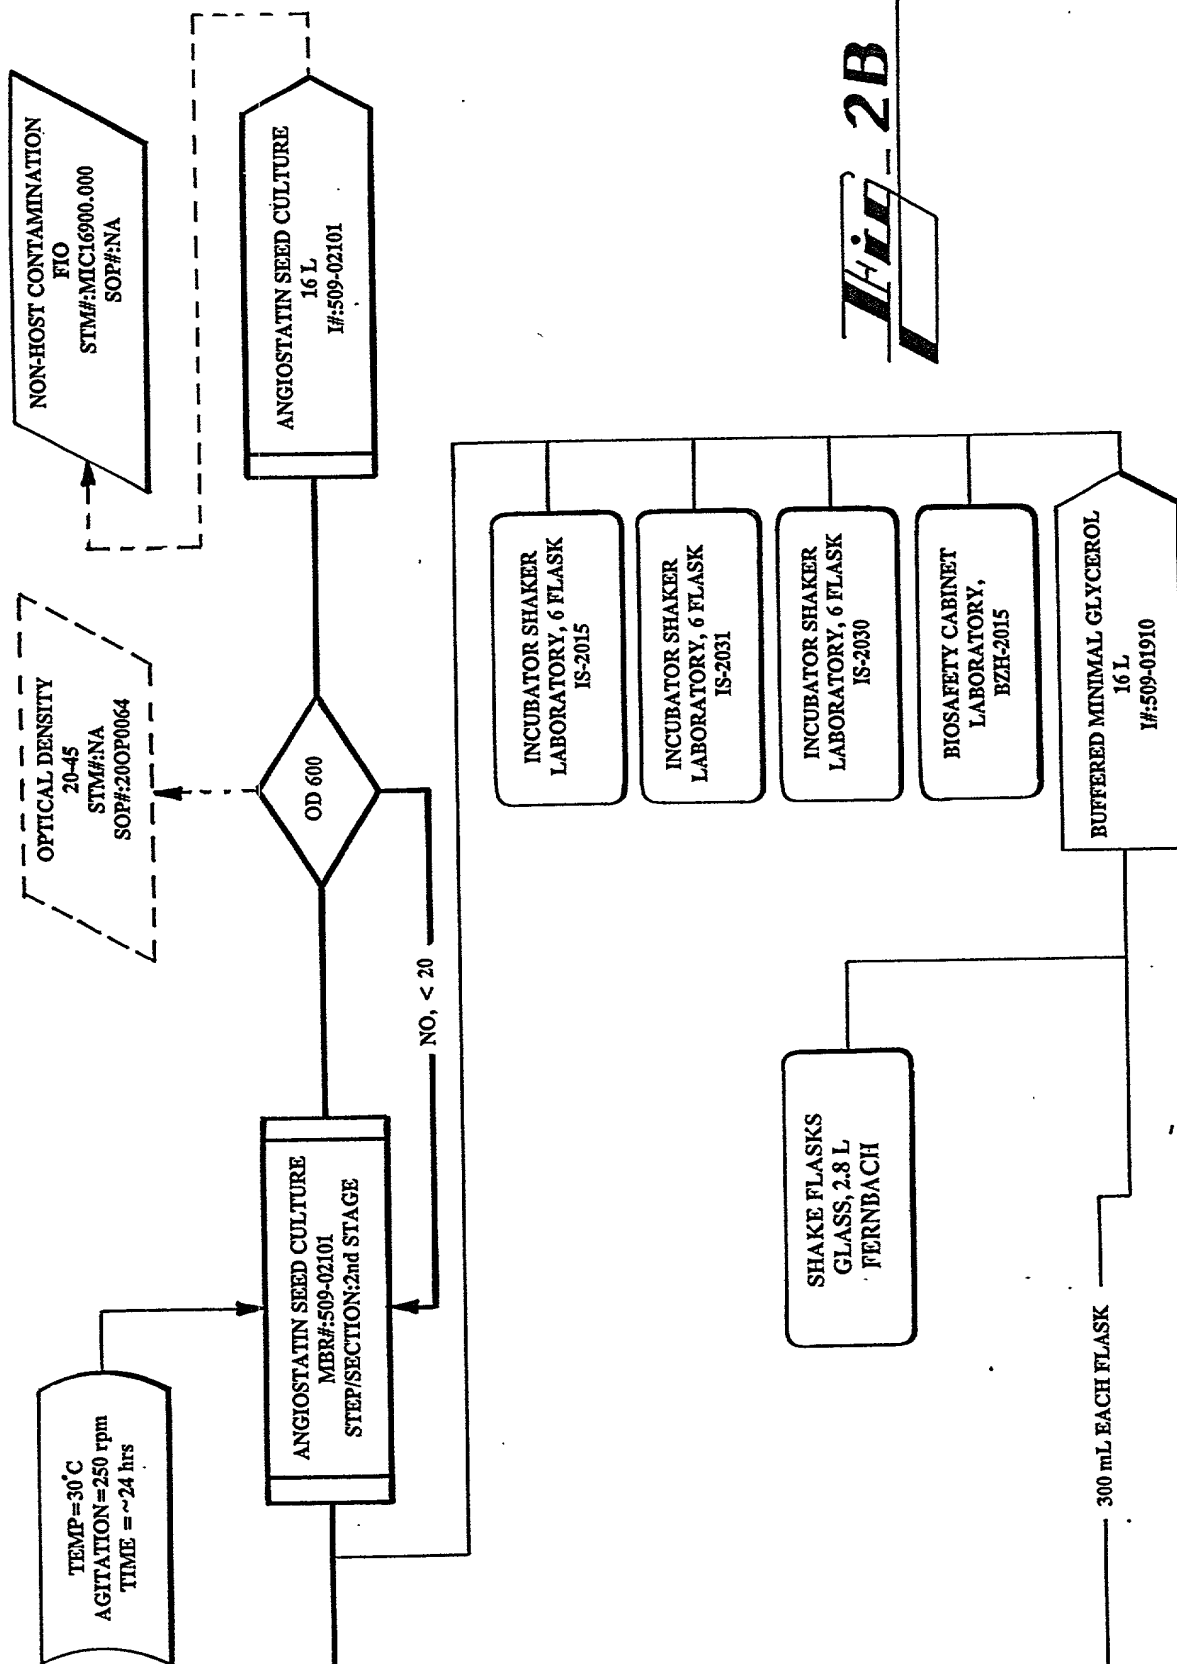 TEMP=30°C
AGITATION=250 rpm
TIME =~24 hrs
ANGIOSTATIN SEED CULTURE
MBR#:509-02101
STEP/SECTION:2nd STAGE
NO, < 20
OD 600
OPTICAL DENSITY
20-45
STM#:NA
SOP#:20OP0064
NON-HOST CONTAMINATION
FIO
STM#:MIC16900.000
SOP#:NA
ANGIOSTATIN SEED CULTURE
16 L
I#:509-02101
INCUBATOR SHAKER
LABORATORY, 6 FLASK
IS-2015
INCUBATOR SHAKER
LABORATORY, 6 FLASK
IS-2031
INCUBATOR SHAKER
LABORATORY, 6 FLASK
IS-2030
BIOSAFETY CABINET
LABORATORY,
BZH-2015
BUFFERED MINIMAL GLYCEROL
16 L
I#:509-01910
SHAKE FLASKS
GLASS, 2.8 L
FERNBACH
300 mL EACH FLASK
Fig_2B